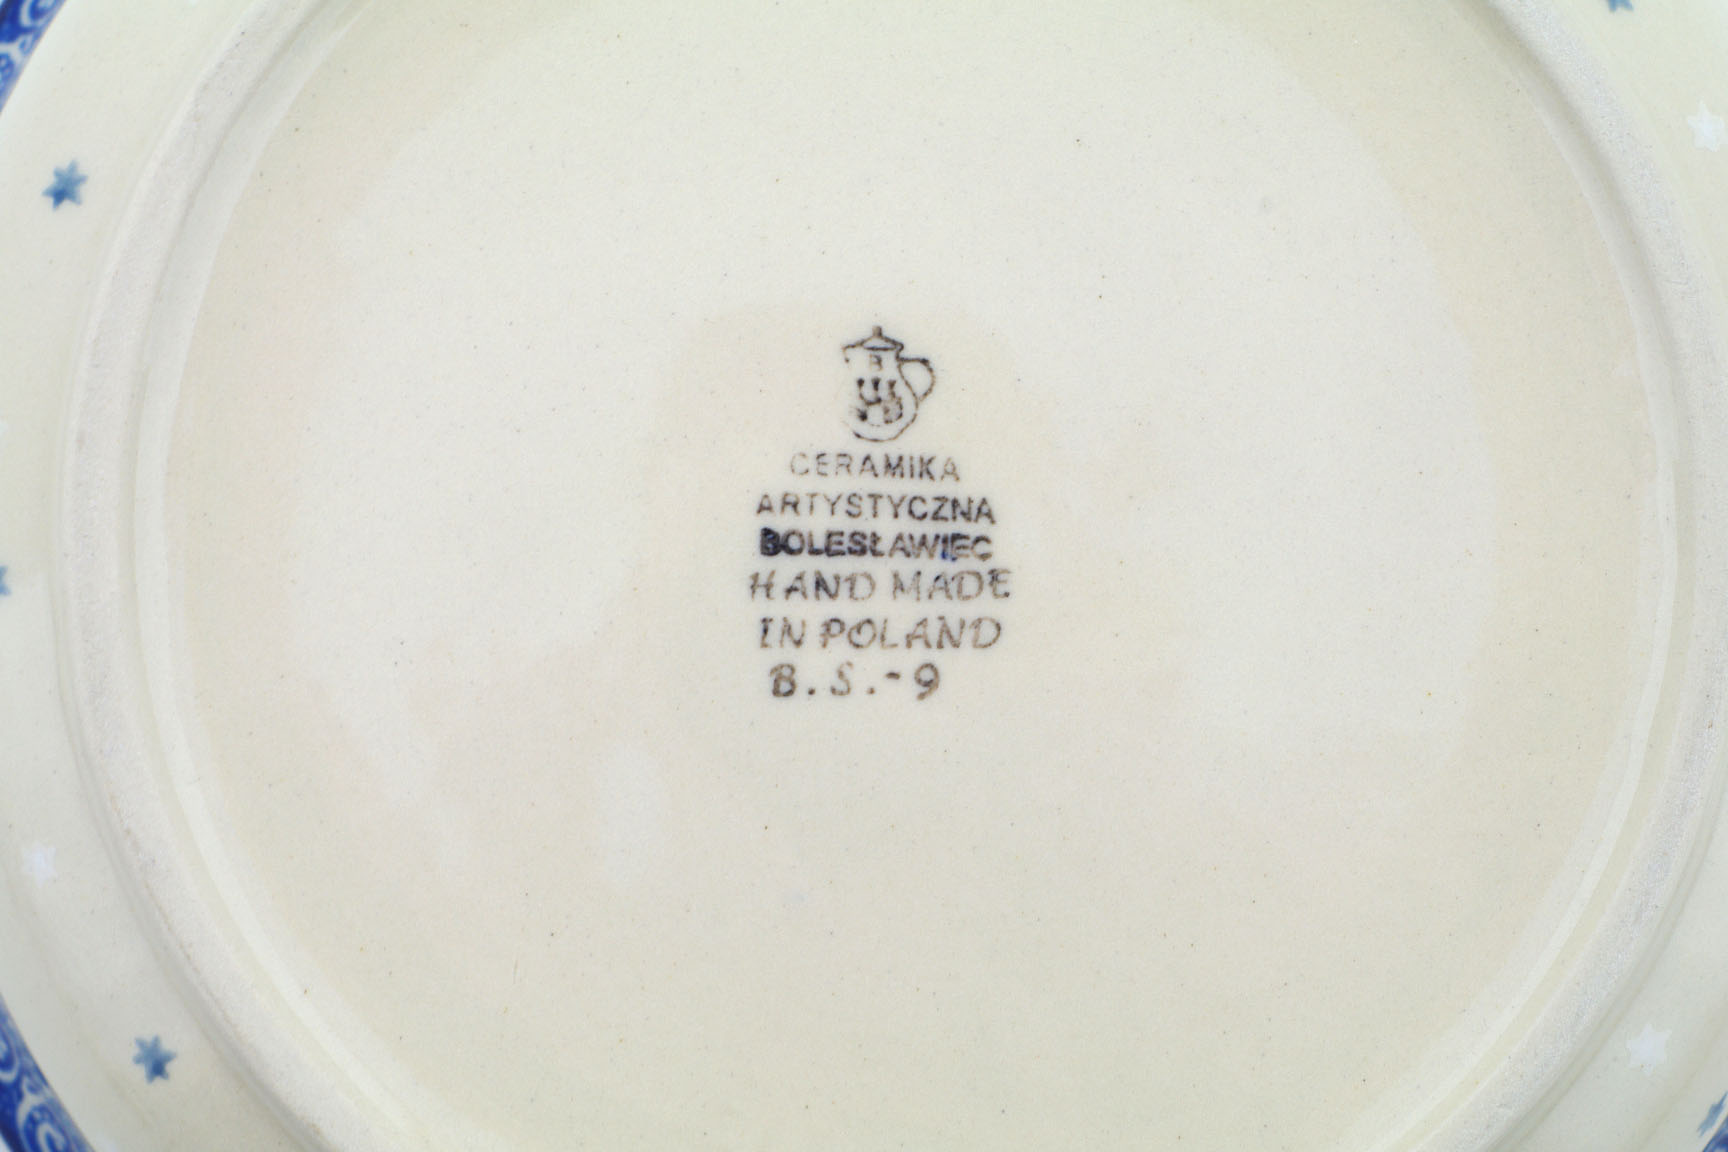 CERAMIKA
ARTYSTYCZNA
BOLESŁAWIEC
HAND MADE
IN POLAND
B.S.-9